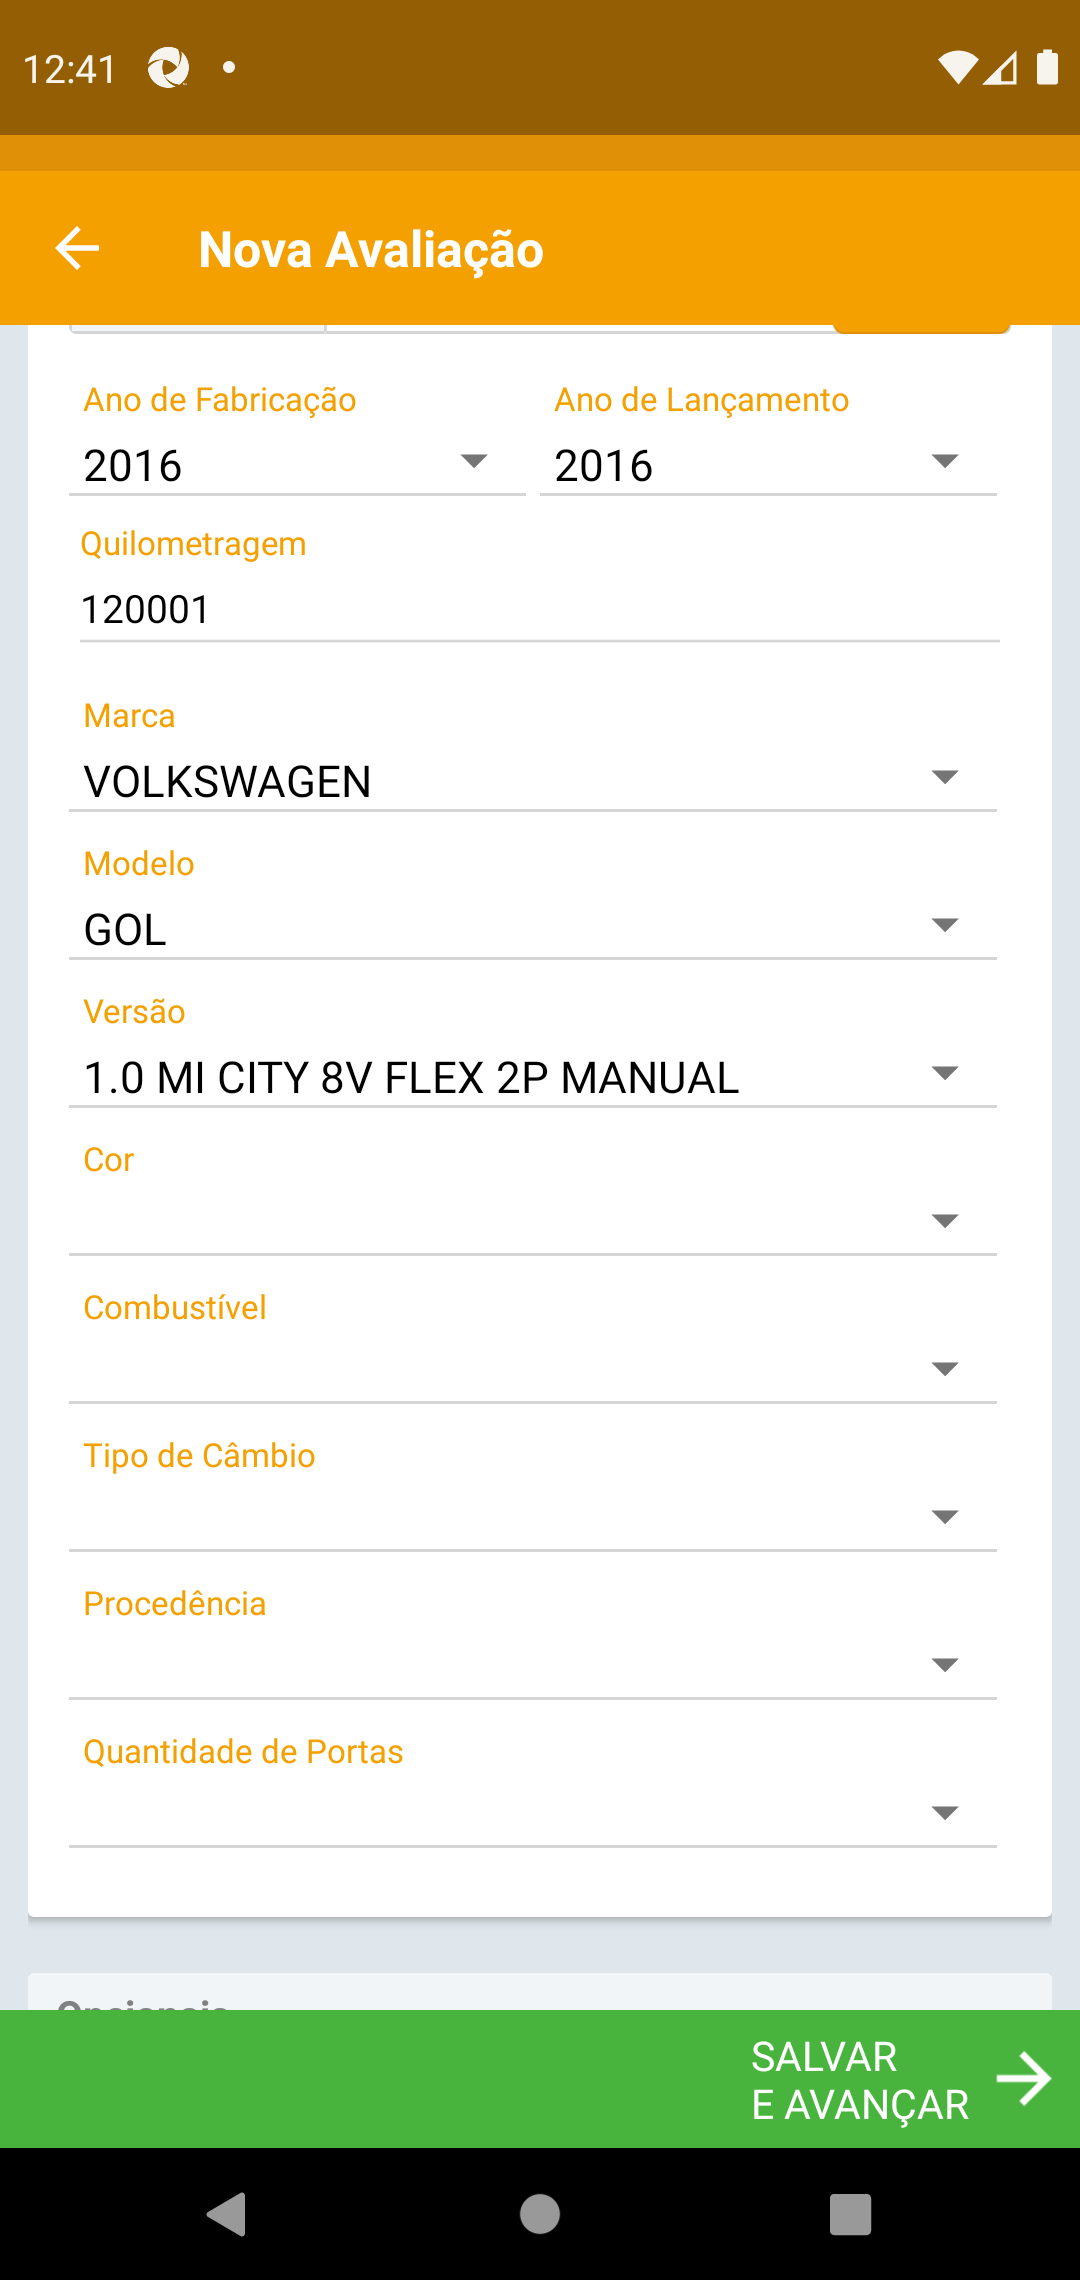 12:41
Nova Avaliação
Ano de Fabricação Ano de Lançamento
2016 2016
Quilometragem
120001
Marca
VOLKSWAGEN
Modelo
GOL
Versão
1.0 MI CITY 8V FLEX 2P MANUAL
Cor
Combustível
Tipo de Câmbio
Procedência
Quantidade de Portas
Opcionais
SALVAR
E AVANÇAR